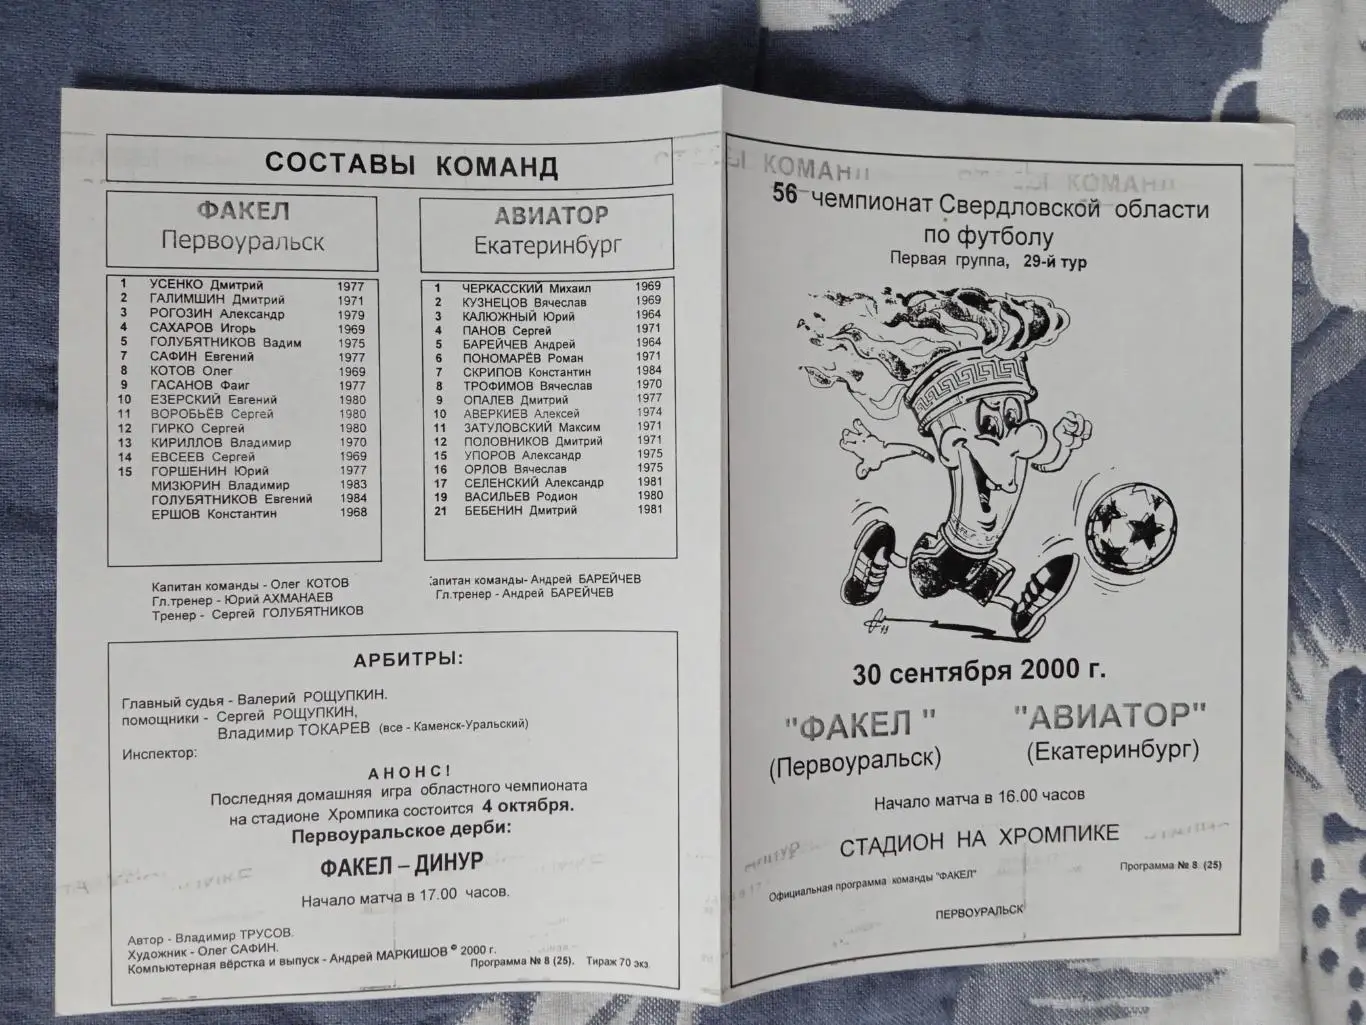 СОСТАВЫ КОМАНД
ФАКЕЛ
Первоуральск
1 УСЕНКО Дмитрий 1977
2 ГАЛИМШИН Дмитрий 1971
3 РОГОЗИН Александр 1979
4 САХАРОВ Игорь 1969
5 ГОЛУБЯТНИКОВ Вадим 1975
7 САФИН Евгений 1977
8 КОТОВ Олег 1969
9 ГАСАНОВ Фаиг 1977
10 ЕЗЕРСКИЙ Евгений 1980
11 ВОРОБЬЁВ Сергей 1980
12 ГИРКО Сергей 1980
13 КИРИЛЛОВ Владимир 1970
14 ЕВСЕЕВ Сергей 1969
15 ГОРШЕНИН Юрий 1977
МИЗЮРИН Владимир 1983
ГОЛУБЯТНИКОВ Евгений 1984
ЕРШОВ Константин 1968
Капитан команды - Олег КОТОВ
Гл.тренер - Юрий АХМАНАЕВ
Тренер - Сергей ГОЛУБЯТНИКОВ
АВИАТОР
Екатеринбург
1 ЧЕРКАССКИЙ Михаил 1969
2 КУЗНЕЦОВ Вячеслав 1969
3 КАЛЮЖНЫЙ Юрий 1964
4 ПАНОВ Сергей 1971
5 БАРЕЙЧЕВ Андрей 1964
6 ПОНОМАРЁВ Роман 1971
7 СКРИПОВ Константин 1984
8 ТРОФИМОВ Вячеслав 1970
9 ОПАЛЕВ Дмитрий 1977
10 АВЕРКИЕВ Алексей 1974
11 ЗАТУЛОВСКИЙ Максим 1971
12 ПОЛОВНИКОВ Дмитрий 1971
15 УПОРОВ Александр 1975
16 ОРЛОВ Вячеслав 1975
17 СЕЛЕНСКИЙ Александр 1981
19 ВАСИЛЬЕВ Родион 1980
21 БЕБЕНИН Дмитрий 1981
Капитан команды- Андрей БАРЕЙЧЕВ
Гл.тренер - Андрей БАРЕЙЧЕВ
АРБИТРЫ:
Главный судья - Валерий РОЩУПКИН.
помощники - Сергей РОЩУПКИН,
Владимир ТОКАРЕВ (все - Каменск-Уральский)
Инспектор:
АНОНС!
Последняя домашняя игра областного чемпионата
на стадионе Хромпика состоится 4 октября.
Первоуральское дерби:
ФАКЕЛ – ДИНУР
Начало матча в 17.00 часов.
Автор - Владимир ТРУСОВ.
Художник - Олег САФИН.
Компьютерная вёрстка и выпуск - Андрей МАРКИШОВ © 2000 г.
Программа № 8 (25). Тираж 70 экз
56 чемпионат Свердловской области
по футболу
Первая группа, 29-й тур
30 сентября 2000 г.
"ФАКЕЛ " "АВИАТОР"
(Первоуральск) (Екатеринбург)
Начало матча в 16.00 часов
СТАДИОН НА ХРОМПИКЕ
Программа № 8 (25)
Официальная программа команды "ФАКЕЛ"
ПЕРВОУРАЛЬСК